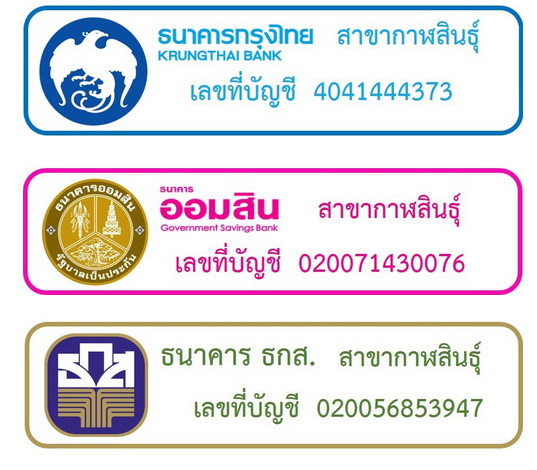 ธนาคารกรุงไทย สาขากาฬสินธุ์
KRUNGTHAI BANK
เลขที่บัญชี 4041444373
ธนาคารออมสิน
รัฐบาลเป็นประกัน
ธนาคาร
ออมสิน สาขากาฬสินธุ์
Government Savings Bank
เลขที่บัญชี 020071430076
ธกส
ธนาคาร ธกส. สาขากาฬสินธุ์
เลขที่บัญชี 020056853947